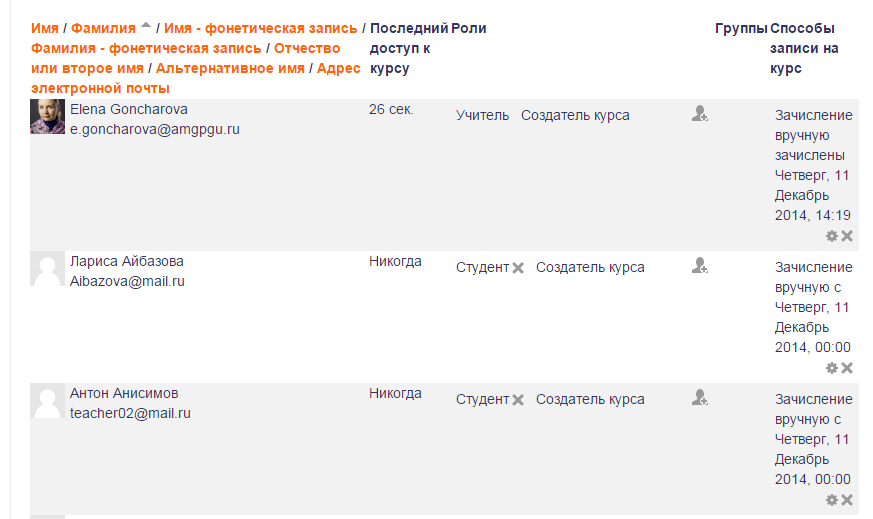 Имя / Фамилия / Имя - фонетическая запись /
Фамилия - фонетическая запись / Отчество
или второе имя / Альтернативное имя / Адрес
электронной почты
Последний
доступ к
курсу
Роли
Группы
Способы
записи на
курс
Elena Goncharova
e.goncharova@amgpgu.ru
26 сек.
Учитель Создатель курса
Зачисление
вручную
зачислены
Четверг, 11
Декабрь
2014, 14:19
Лариса Айбазова
Aibazova@mail.ru
Никогда
Студент Создатель курса
Зачисление
вручную с
Четверг, 11
Декабрь
2014, 00:00
Антон Анисимов
teacher02@mail.ru
Никогда
Студент Создатель курса
Зачисление
вручную с
Четверг, 11
Декабрь
2014, 00:00